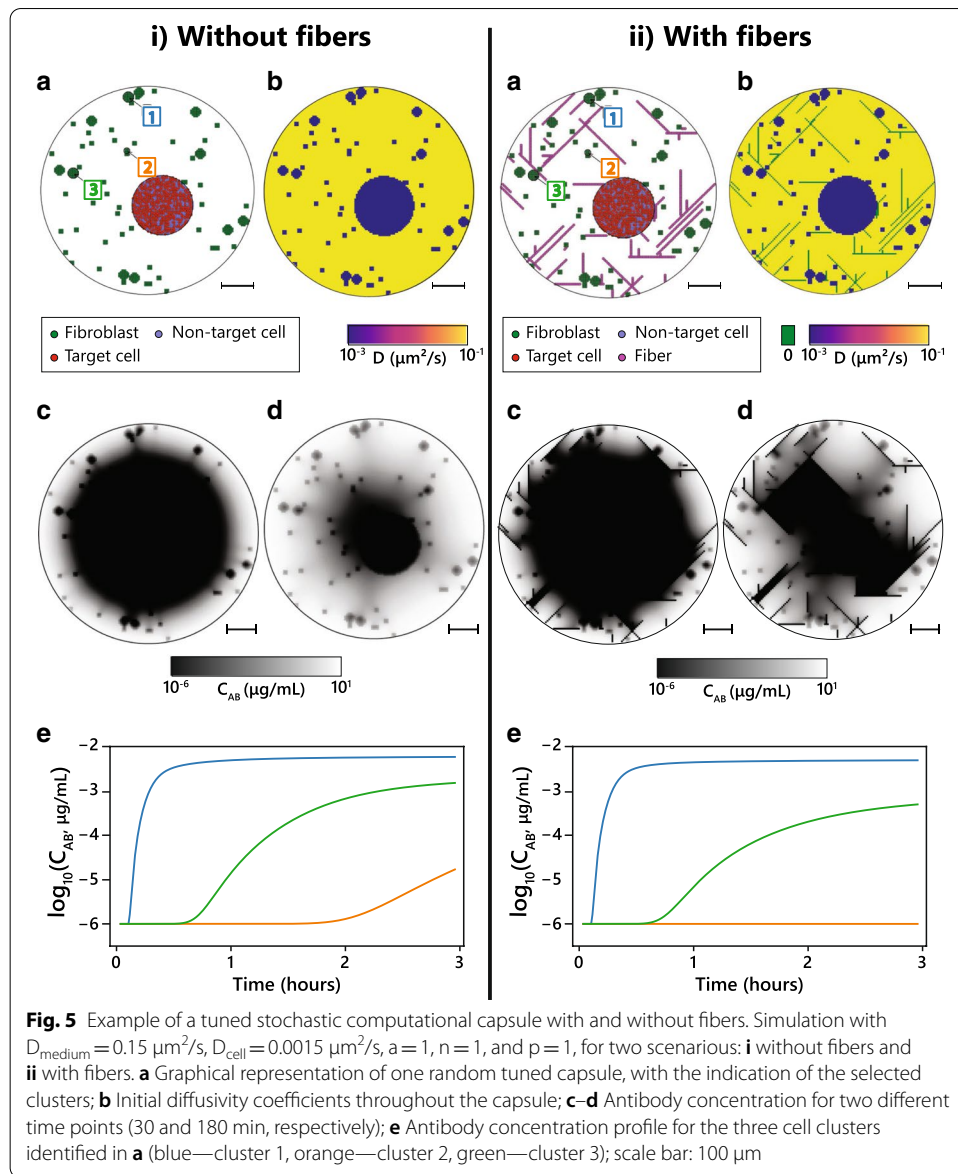 i) Without fibers
ii) With fibers
a
b
1
2
3
Fibroblast
Non-target cell
Target cell
10-3 D (μm²/s) 10-1
a
b
1
2
3
Fibroblast
Non-target cell
Target cell
Fiber
0
10-3 D (μm²/s) 10-1
c
d
10-6 CAB (μg/mL) 101
c
d
10-6 CAB (μg/mL) 101
e
log10(CAB, μg/mL)
−2
−3
−4
−5
−6
0
1
2
3
Time (hours)
e
log10(CAB, μg/mL)
−2
−3
−4
−5
−6
0
1
2
3
Time (hours)
Fig. 5 Example of a tuned stochastic computational capsule with and without fibers. Simulation with
Dmedium = 0.15 μm²/s, Dcell = 0.0015 μm²/s, a = 1, n = 1, and p = 1, for two scenarious: i without fibers and
ii with fibers. a Graphical representation of one random tuned capsule, with the indication of the selected
clusters; b Initial diffusivity coefficients throughout the capsule; c–d Antibody concentration for two different
time points (30 and 180 min, respectively); e Antibody concentration profile for the three cell clusters
identified in a (blue—cluster 1, orange—cluster 2, green—cluster 3); scale bar: 100 μm